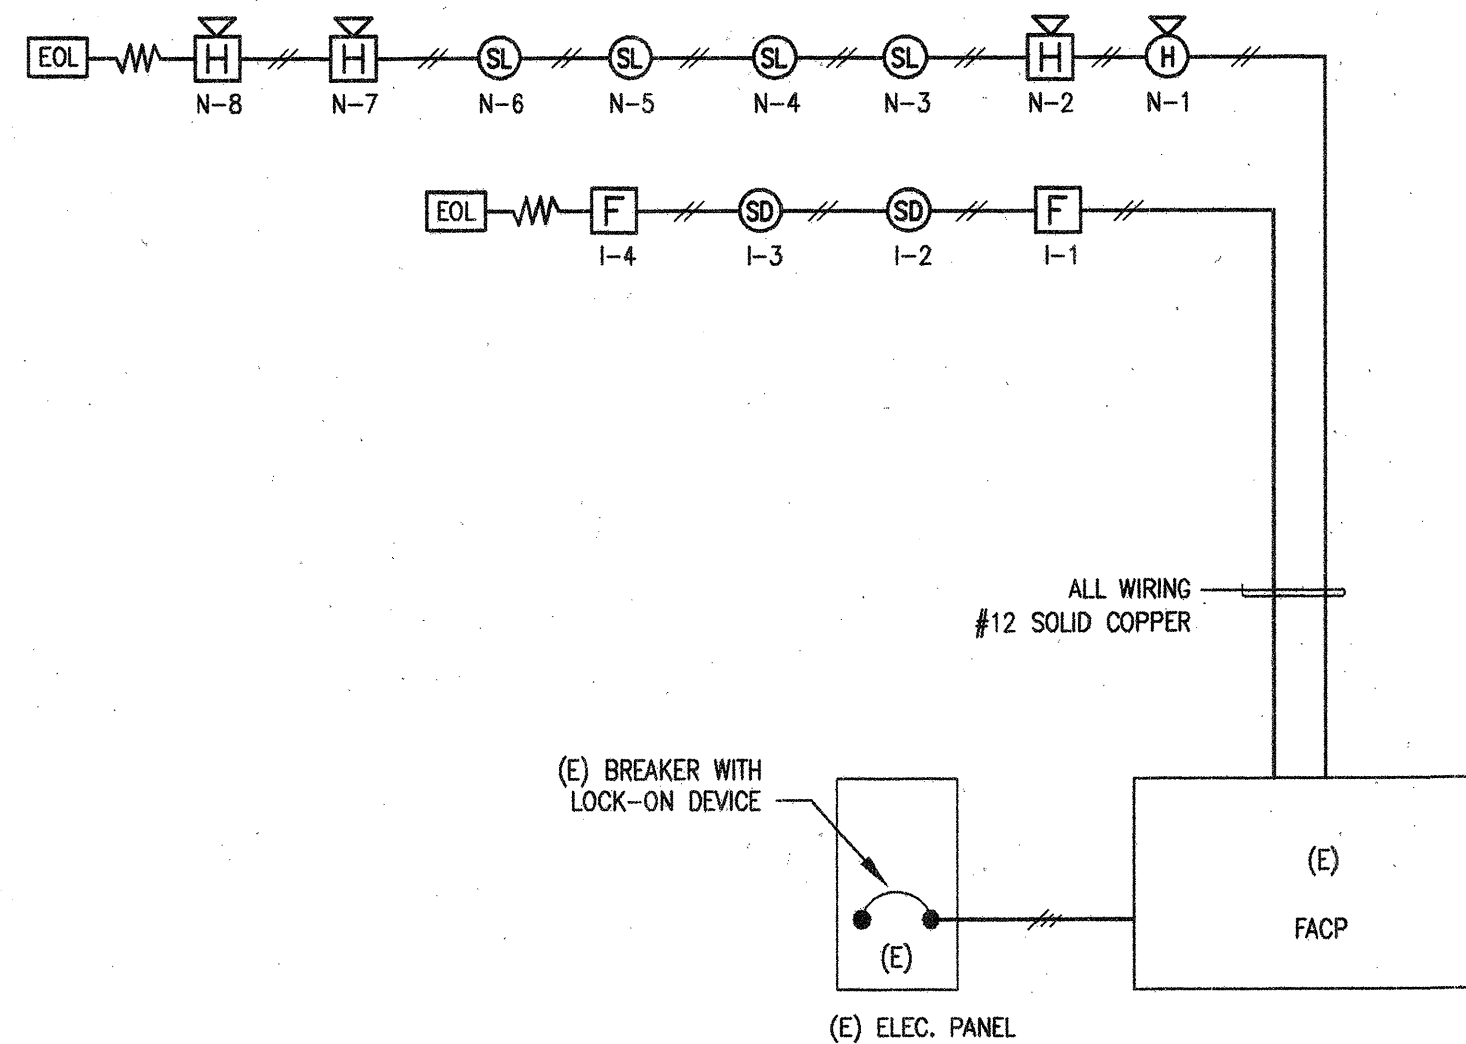 EOL H H SL SL SL SL H H
N-8 N-7 N-6 N-5 N-4 N-3 N-2 N-1
EOL F SD SD F
I-4 I-3 I-2 I-1
ALL WIRING
#12 SOLID COPPER
(E) BREAKER WITH
LOCK-ON DEVICE
(E)
(E)
FACP
(E) ELEC. PANEL